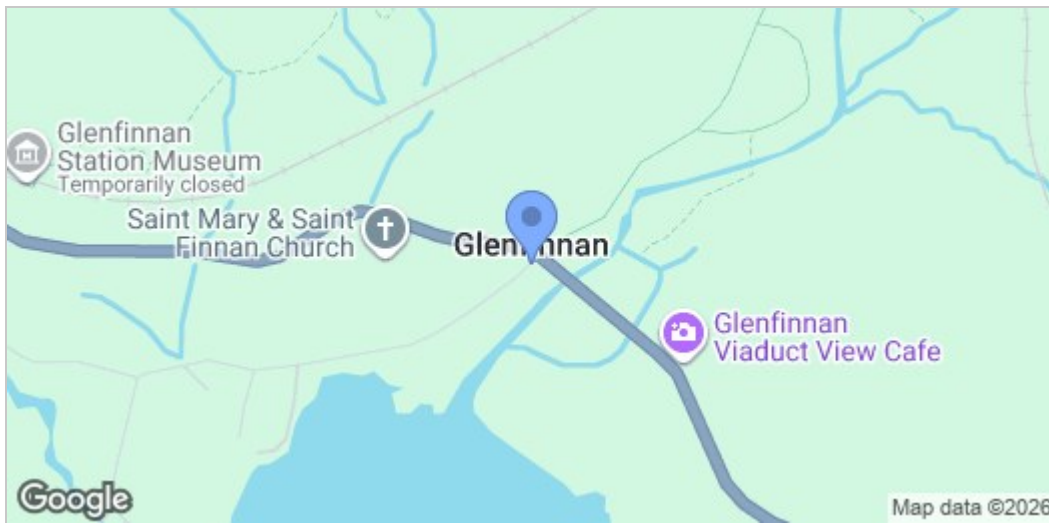 Glenfinnan
Station Museum
Temporarily closed
Saint Mary & Saint
Finnan Church
Glenfinnan
Glenfinnan
Viaduct View Cafe
Google
Map data ©2026